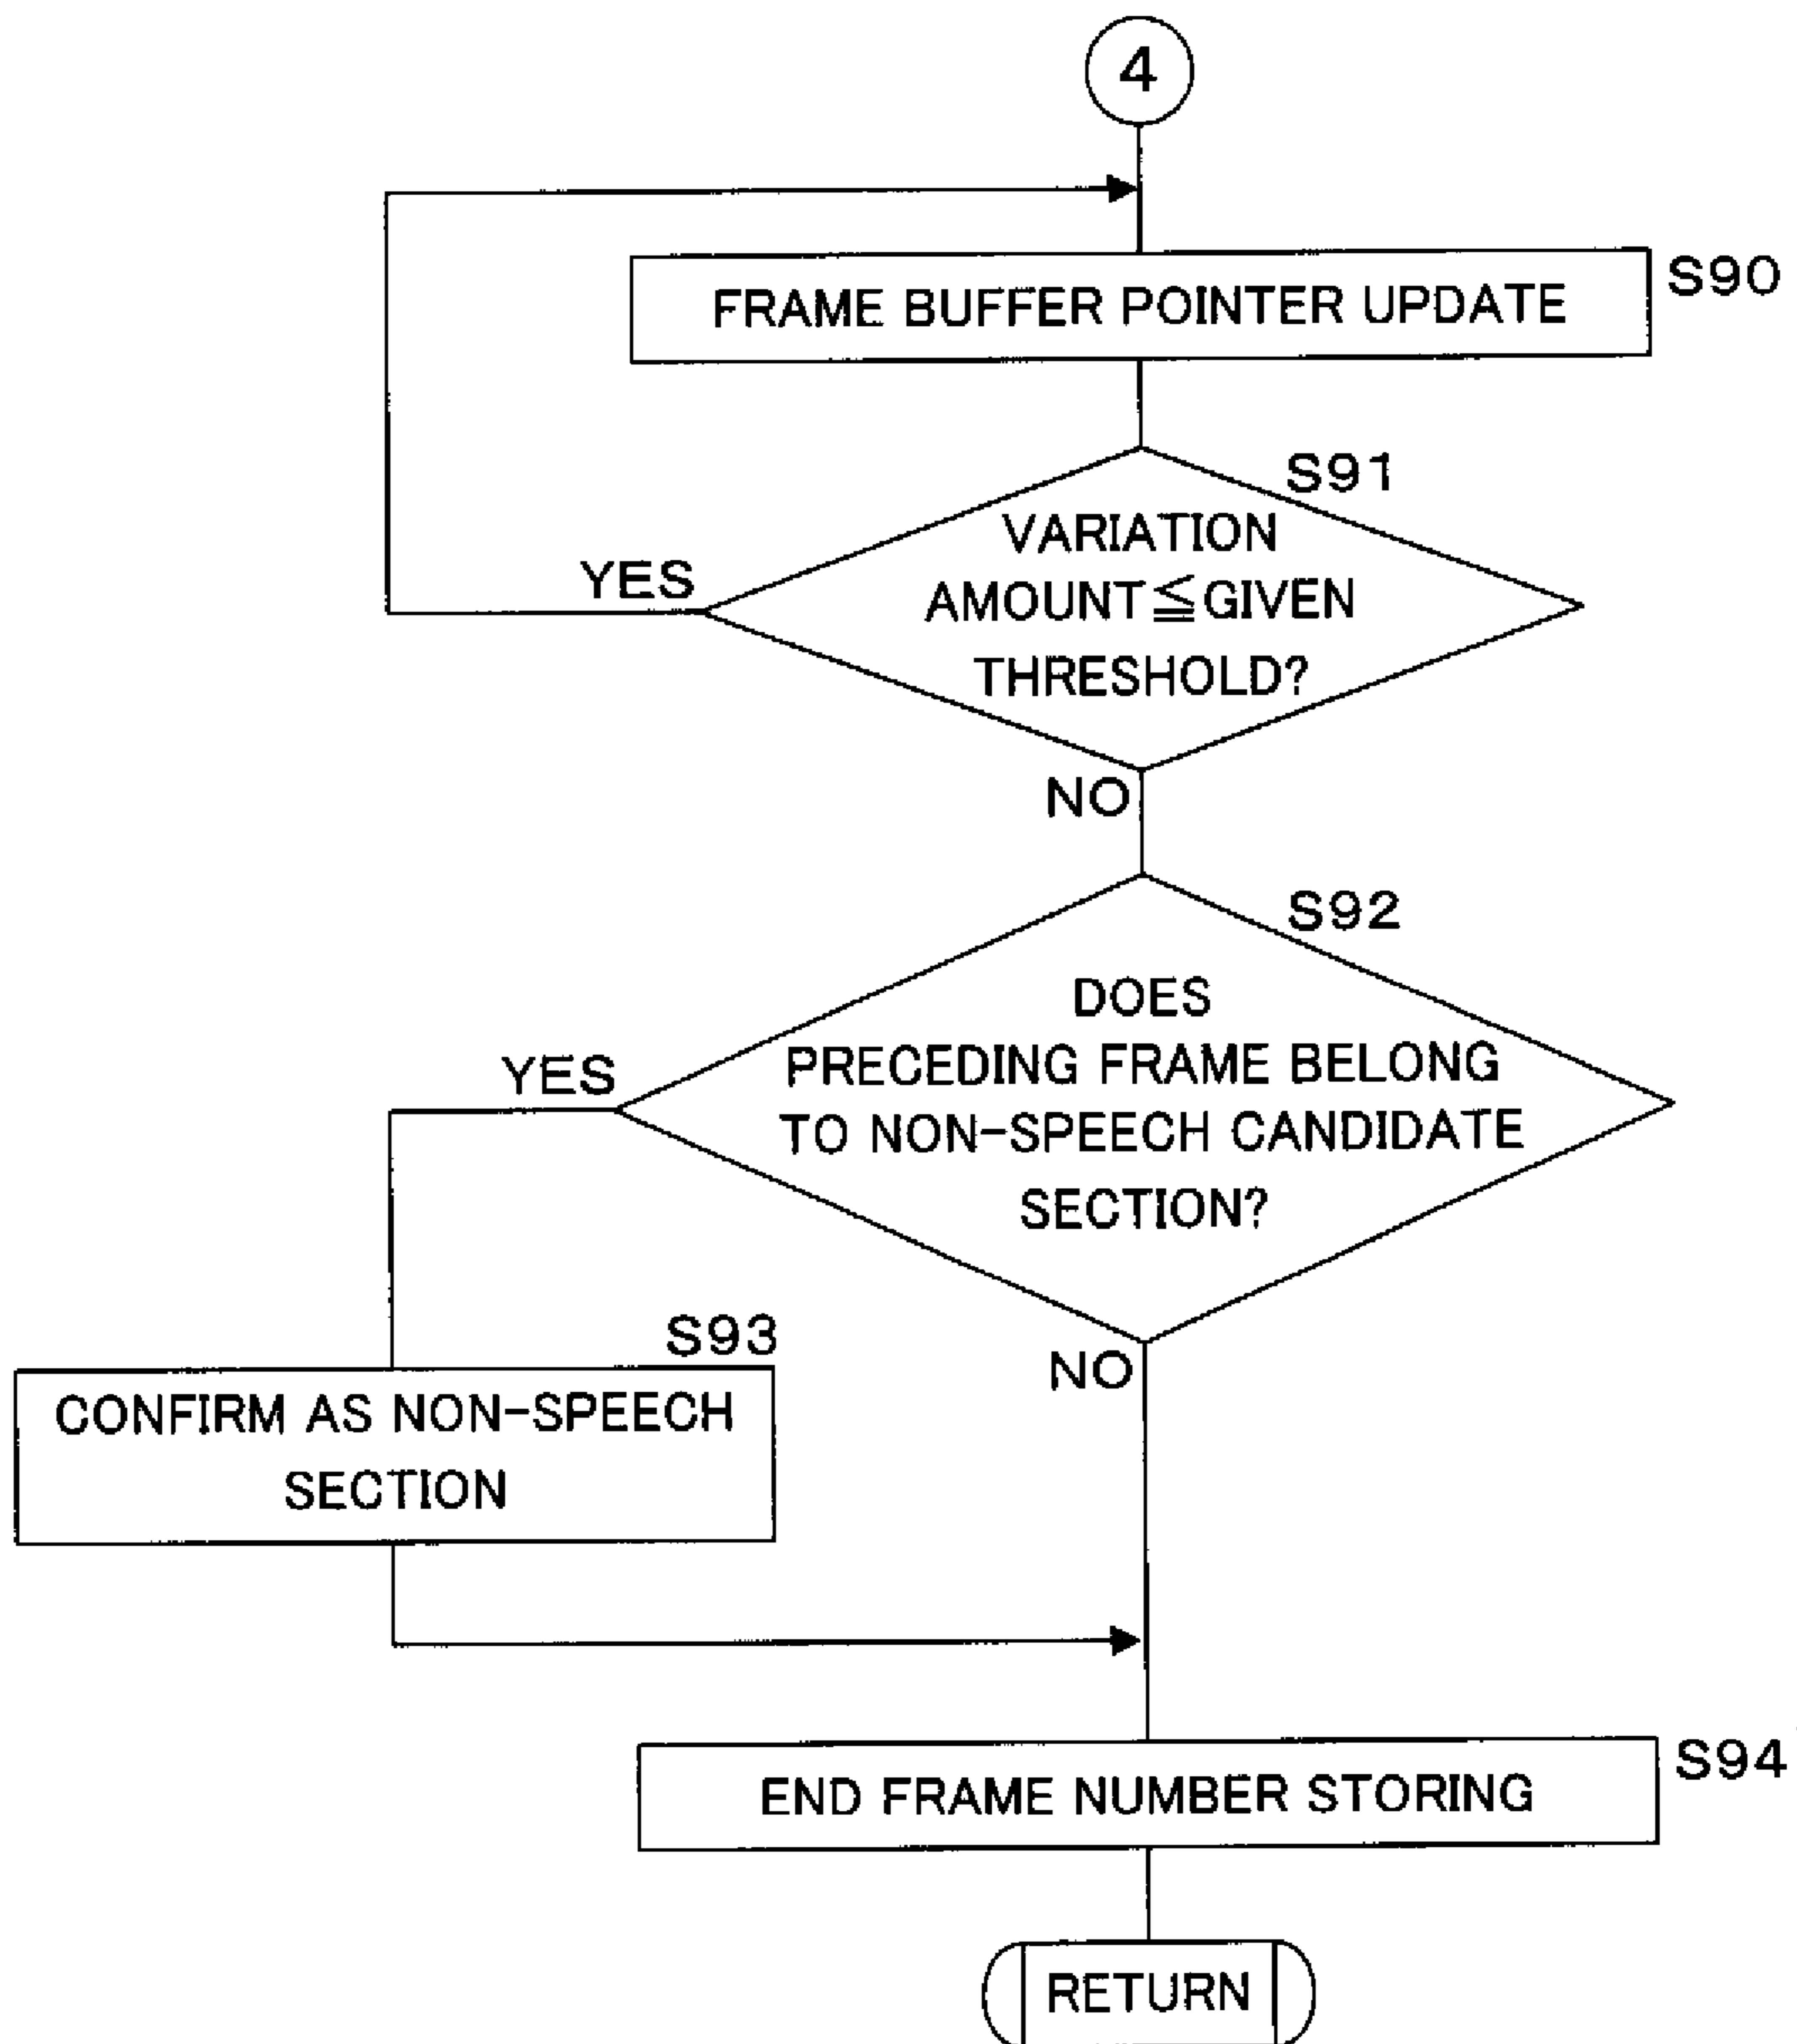 4
FRAME BUFFER POINTER UPDATE
S90
S91
VARIATION
AMOUNT≦GIVEN
THRESHOLD?
YES
NO
S92
DOES
PRECEDING FRAME BELONG
TO NON-SPEECH CANDIDATE
SECTION?
YES
NO
S93
CONFIRM AS NON-SPEECH
SECTION
S94
END FRAME NUMBER STORING
RETURN